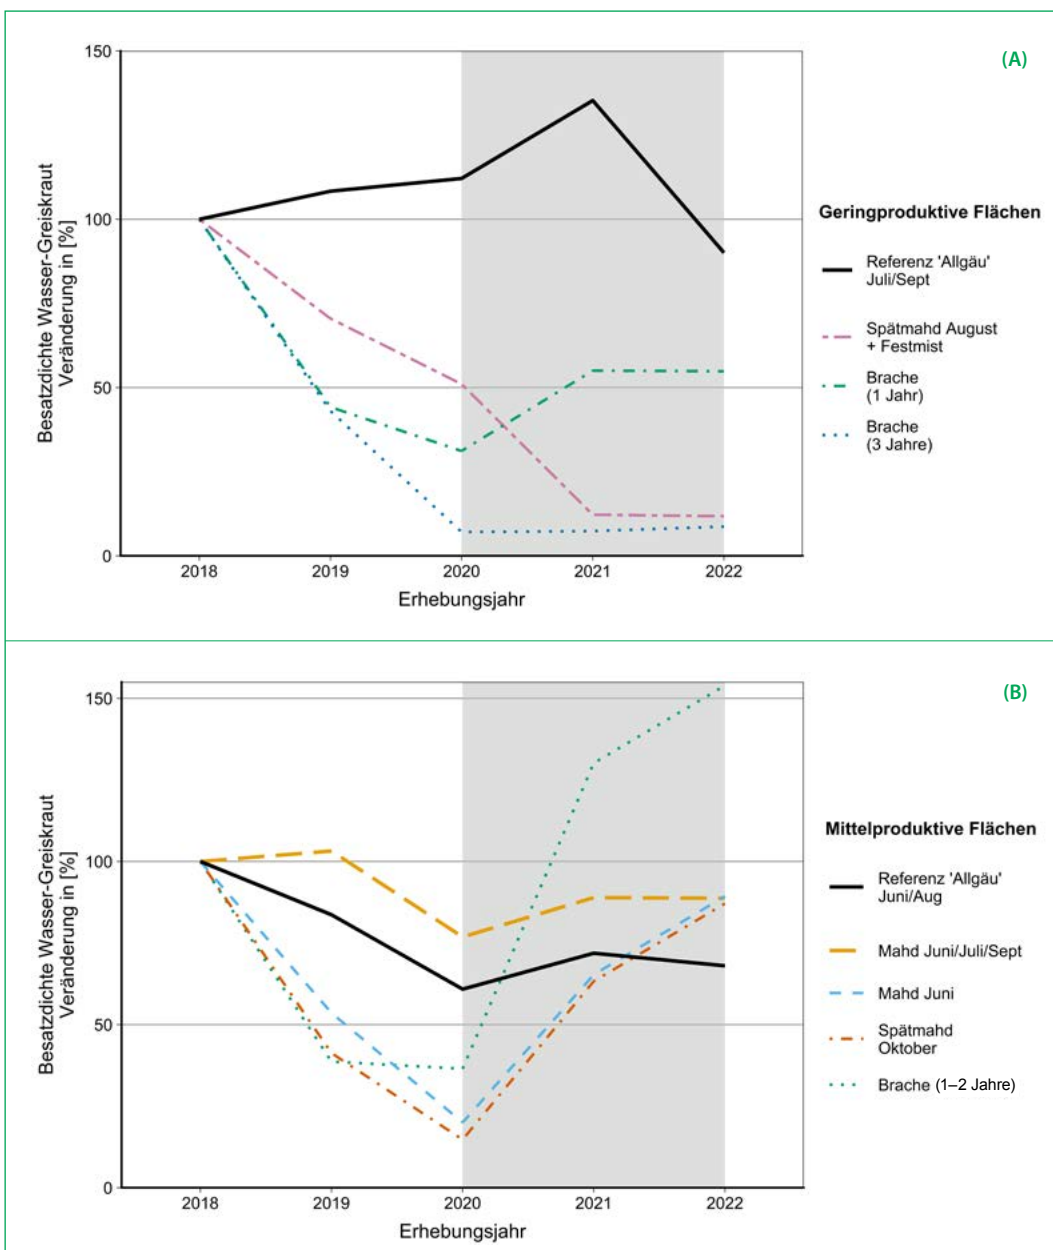 (A)
150
100
50
0
Besatzdichte Wasser-Greiskraut
Veränderung in [%]
2018 2019 2020 2021 2022
Erhebungsjahr
Geringproduktive Flächen
Referenz 'Allgäu'
Juli/Sept
Spätmahd August
+ Festmist
Brache
(1 Jahr)
Brache
(3 Jahre)
(B)
150
100
50
0
Besatzdichte Wasser-Greiskraut
Veränderung in [%]
2018 2019 2020 2021 2022
Erhebungsjahr
Mittelproduktive Flächen
Referenz 'Allgäu'
Juni/Aug
Mahd Juni/Juli/Sept
Mahd Juni
Spätmahd
Oktober
Brache (1–2 Jahre)